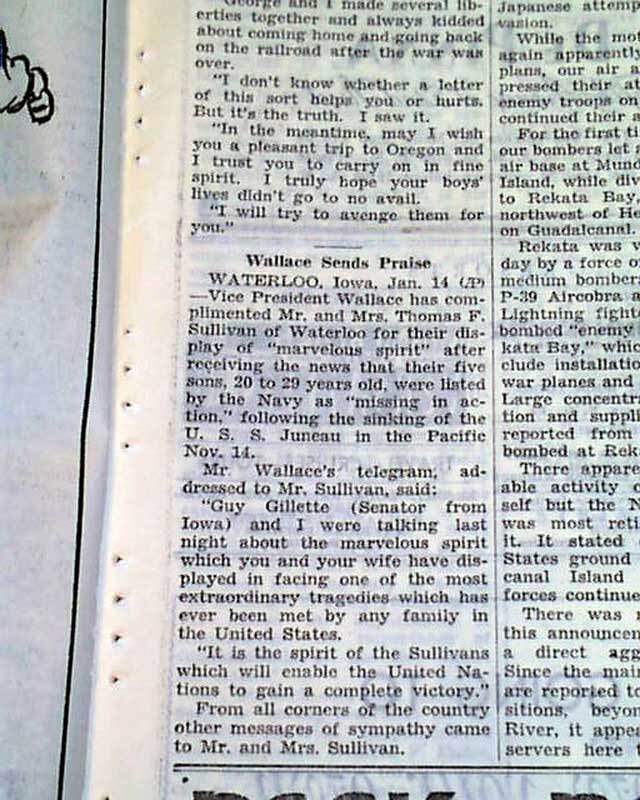 "George and I made several lib-
erties together and always kidded
about coming home and going back
on the railroad after the war was
over.
"I don't know whether a letter
of this sort helps you or hurts.
But it's the truth. I saw it.
"In the meantime, may I wish
you a pleasant trip to Oregon and
I trust you to carry on in fine
spirit. I truly hope your boys'
lives didn't go to no avail.
"I will try to avenge them for
you."
Wallace Sends Praise
WATERLOO, Iowa, Jan. 14 (AP)
—Vice President Wallace has com-
plimented Mr. and Mrs. Thomas F.
Sullivan of Waterloo for their dis-
play of "marvelous spirit" after
receiving the news that their five
sons, 20 to 29 years old, were listed
by the Navy as "missing in ac-
tion," following the sinking of the
U. S. S. Juneau in the Pacific
Nov. 14.
Mr. Wallace's telegram, ad-
dressed to Mr. Sullivan, said:
"Guy Gillette (Senator from
Iowa) and I were talking last
night about the marvelous spirit
which you and your wife have dis-
played in facing one of the most
extraordinary tragedies which has
ever been met by any family in
the United States.
"It is the spirit of the Sullivans
which will enable the United Na-
tions to gain a complete victory."
From all corners of the country
other messages of sympathy came
to Mr. and Mrs. Sullivan.
Japanese attemp
vasion.
While the mot
again apparently
plans, our air a
pressed their at
enemy troops on
continued their a
For the first ti
our bombers let
air base at Mund
Island, while div
to Rekata Bay,
northwest of He
on Guadalcanal.
Rekata was v
day by a force o
medium bombers
P-39 Aircobra a
Lightning fighte
bombed "enemy
kata Bay," whic
clude installatio
war planes and
Large concentra
tion and suppli
reported from
bombed at Reka
There appare
able activity o
self but the N
was most reti
it. It stated
States ground
canal Island
forces continue
There was
this announcem
a direct agg
Since the main
are reported to
sitions, beyon
River, it appea
servers here t